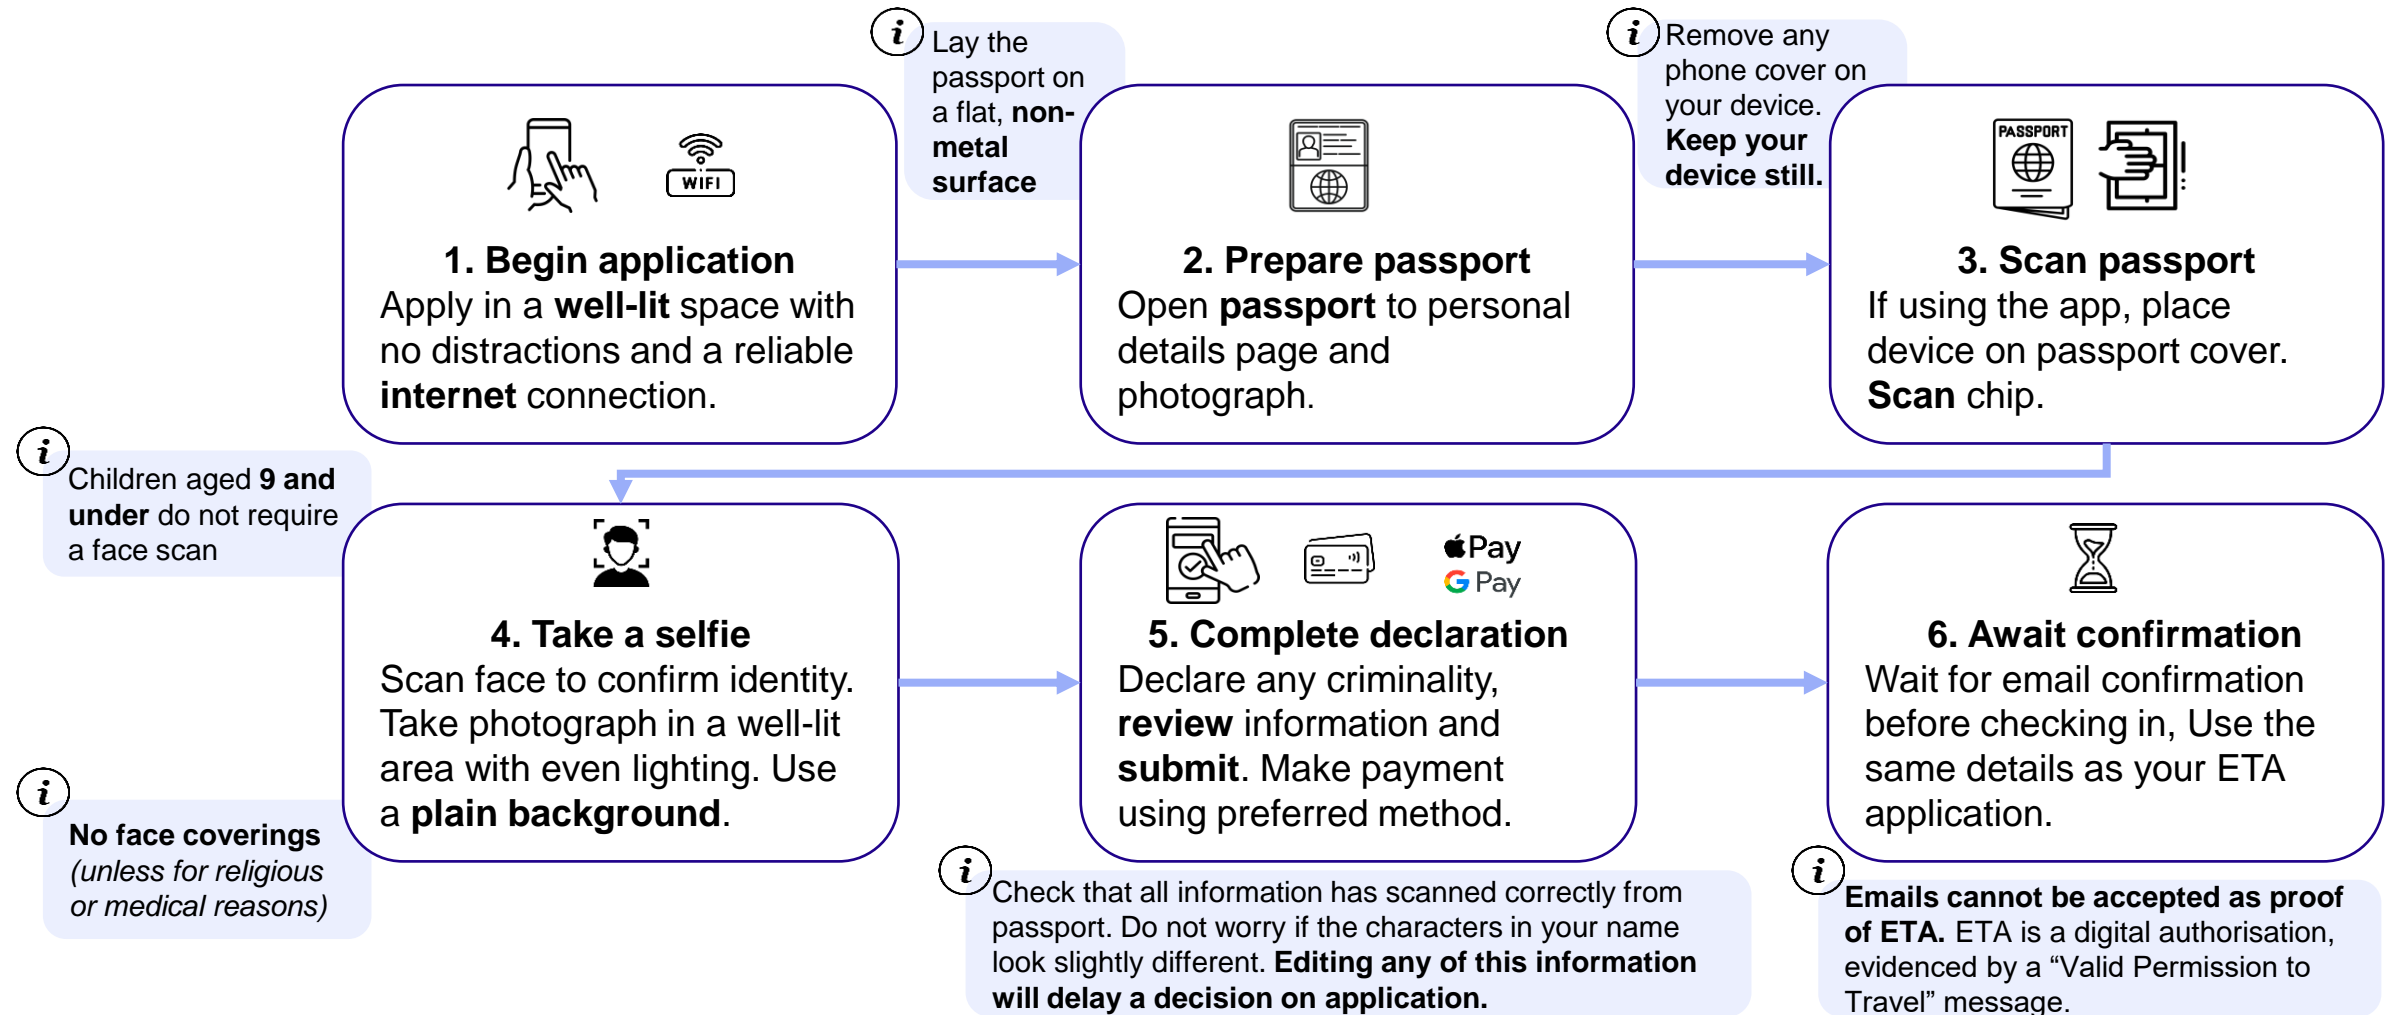 i
Lay the
passport on
a flat, non-
metal
surface
i
Remove any
phone cover on
your device.
Keep your
device still.
WIFI
1. Begin application
Apply in a well-lit space with
no distractions and a reliable
internet connection.
2. Prepare passport
Open passport to personal
details page and
photograph.
PASSPORT
3. Scan passport
If using the app, place
device on passport cover.
Scan chip.
i
Children aged 9 and
under do not require
a face scan
4. Take a selfie
Scan face to confirm identity.
Take photograph in a well-lit
area with even lighting. Use
a plain background.
i
No face coverings
(unless for religious
or medical reasons)
Pay
G Pay
5. Complete declaration
Declare any criminality,
review information and
submit. Make payment
using preferred method.
i
Check that all information has scanned correctly from
passport. Do not worry if the characters in your name
look slightly different. Editing any of this information
will delay a decision on application.
6. Await confirmation
Wait for email confirmation
before checking in, Use the
same details as your ETA
application.
i
Emails cannot be accepted as proof
of ETA. ETA is a digital authorisation,
evidenced by a “Valid Permission to
Travel” message.